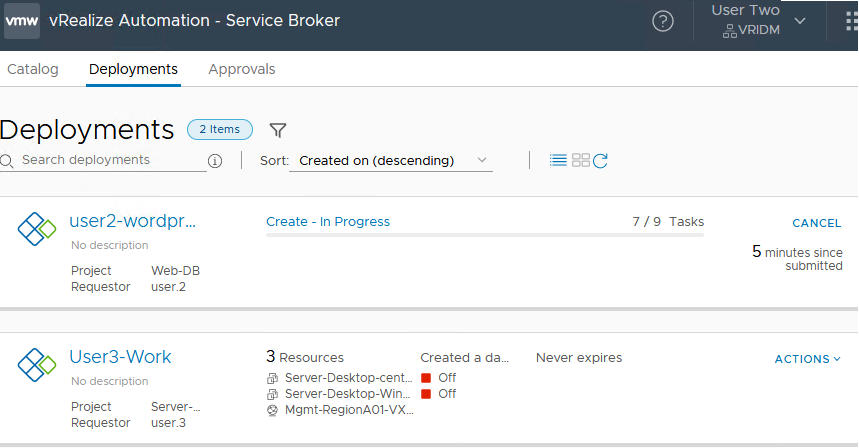 vmw vRealize Automation - Service Broker
User Two
VRIDM
Catalog Deployments Approvals
Deployments 2 Items
Search deployments Sort: Created on (descending)
user2-wordpr... Create - In Progress 7 / 9 Tasks CANCEL
No description
5 minutes since
submitted
Project Web-DB
Requestor user.2
User3-Work 3 Resources Created a da... Never expires ACTIONS
No description
Server-Desktop-cent... Off
Server-Desktop-Win... Off
Mgmt-RegionA01-VX...
Project Server-...
Requestor user.3